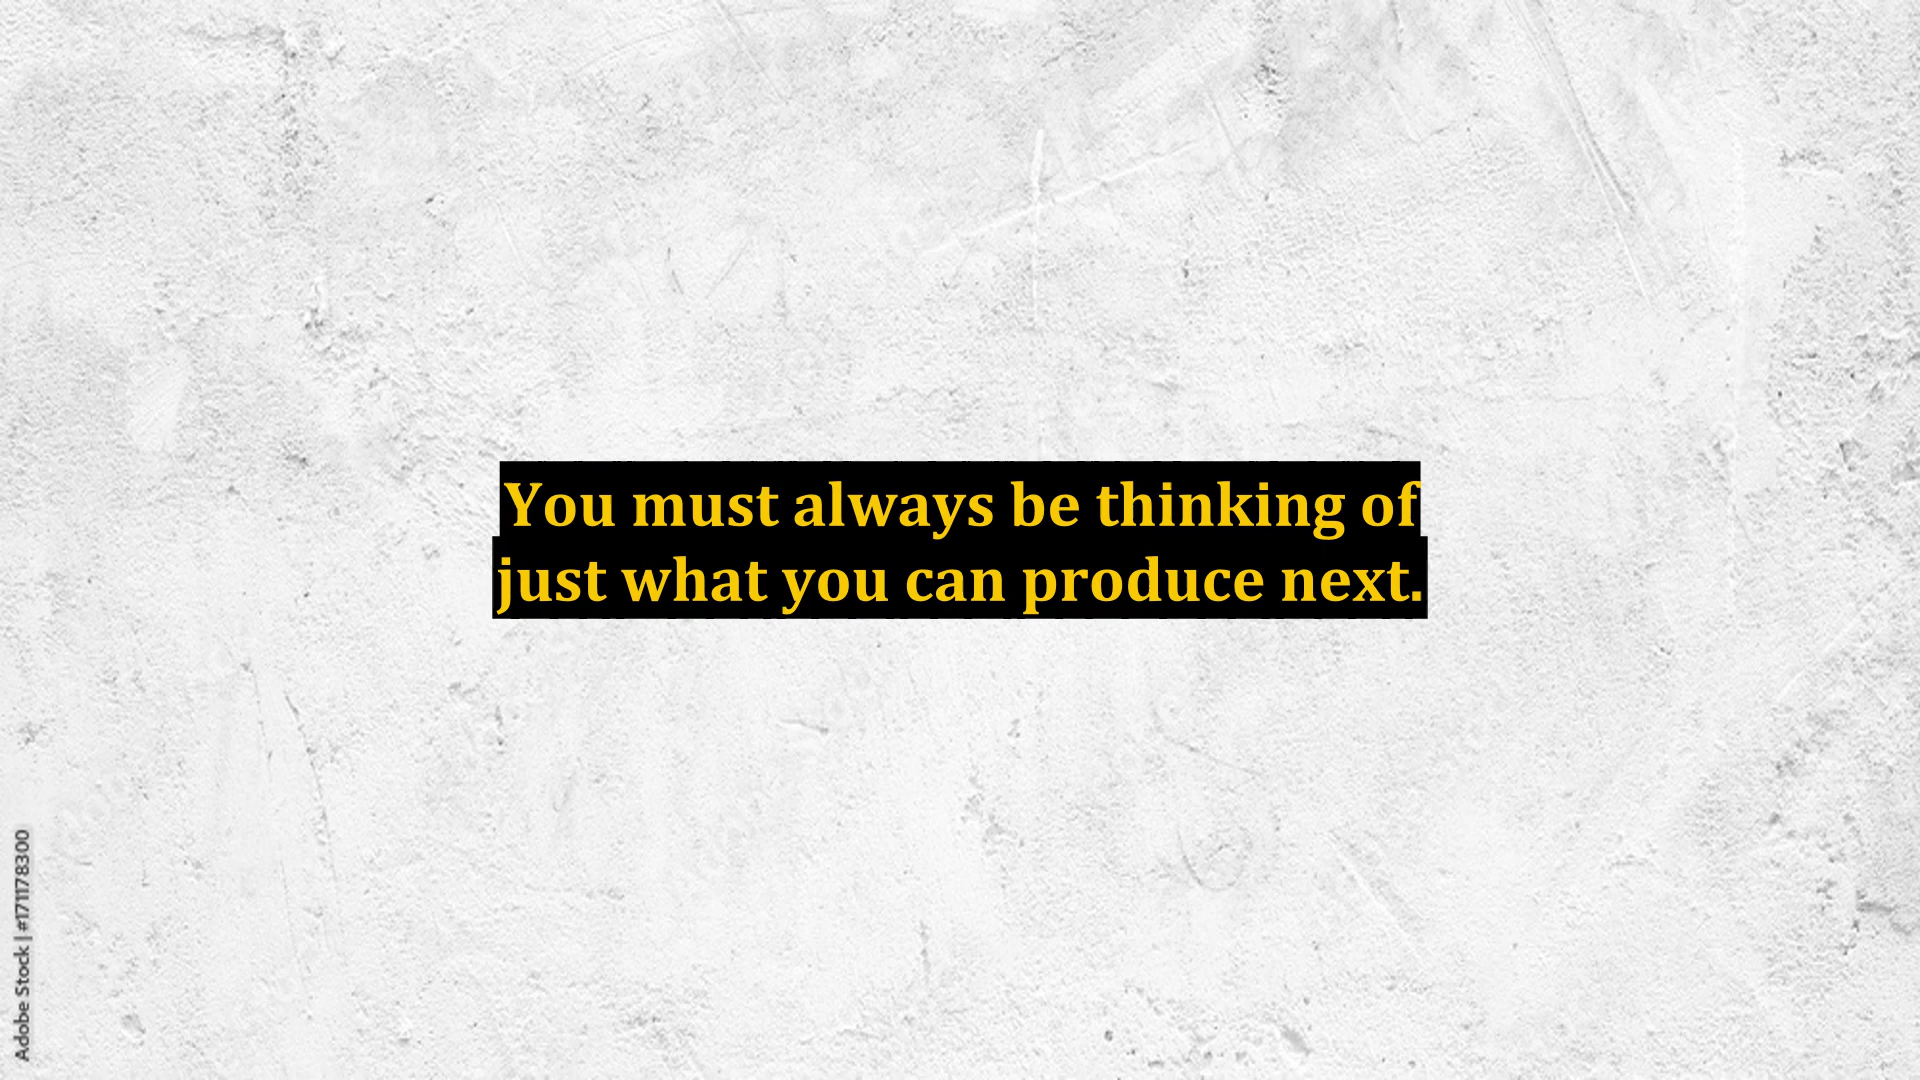 You must always be thinking of
just what you can produce next.
Adobe Stock | #171178300